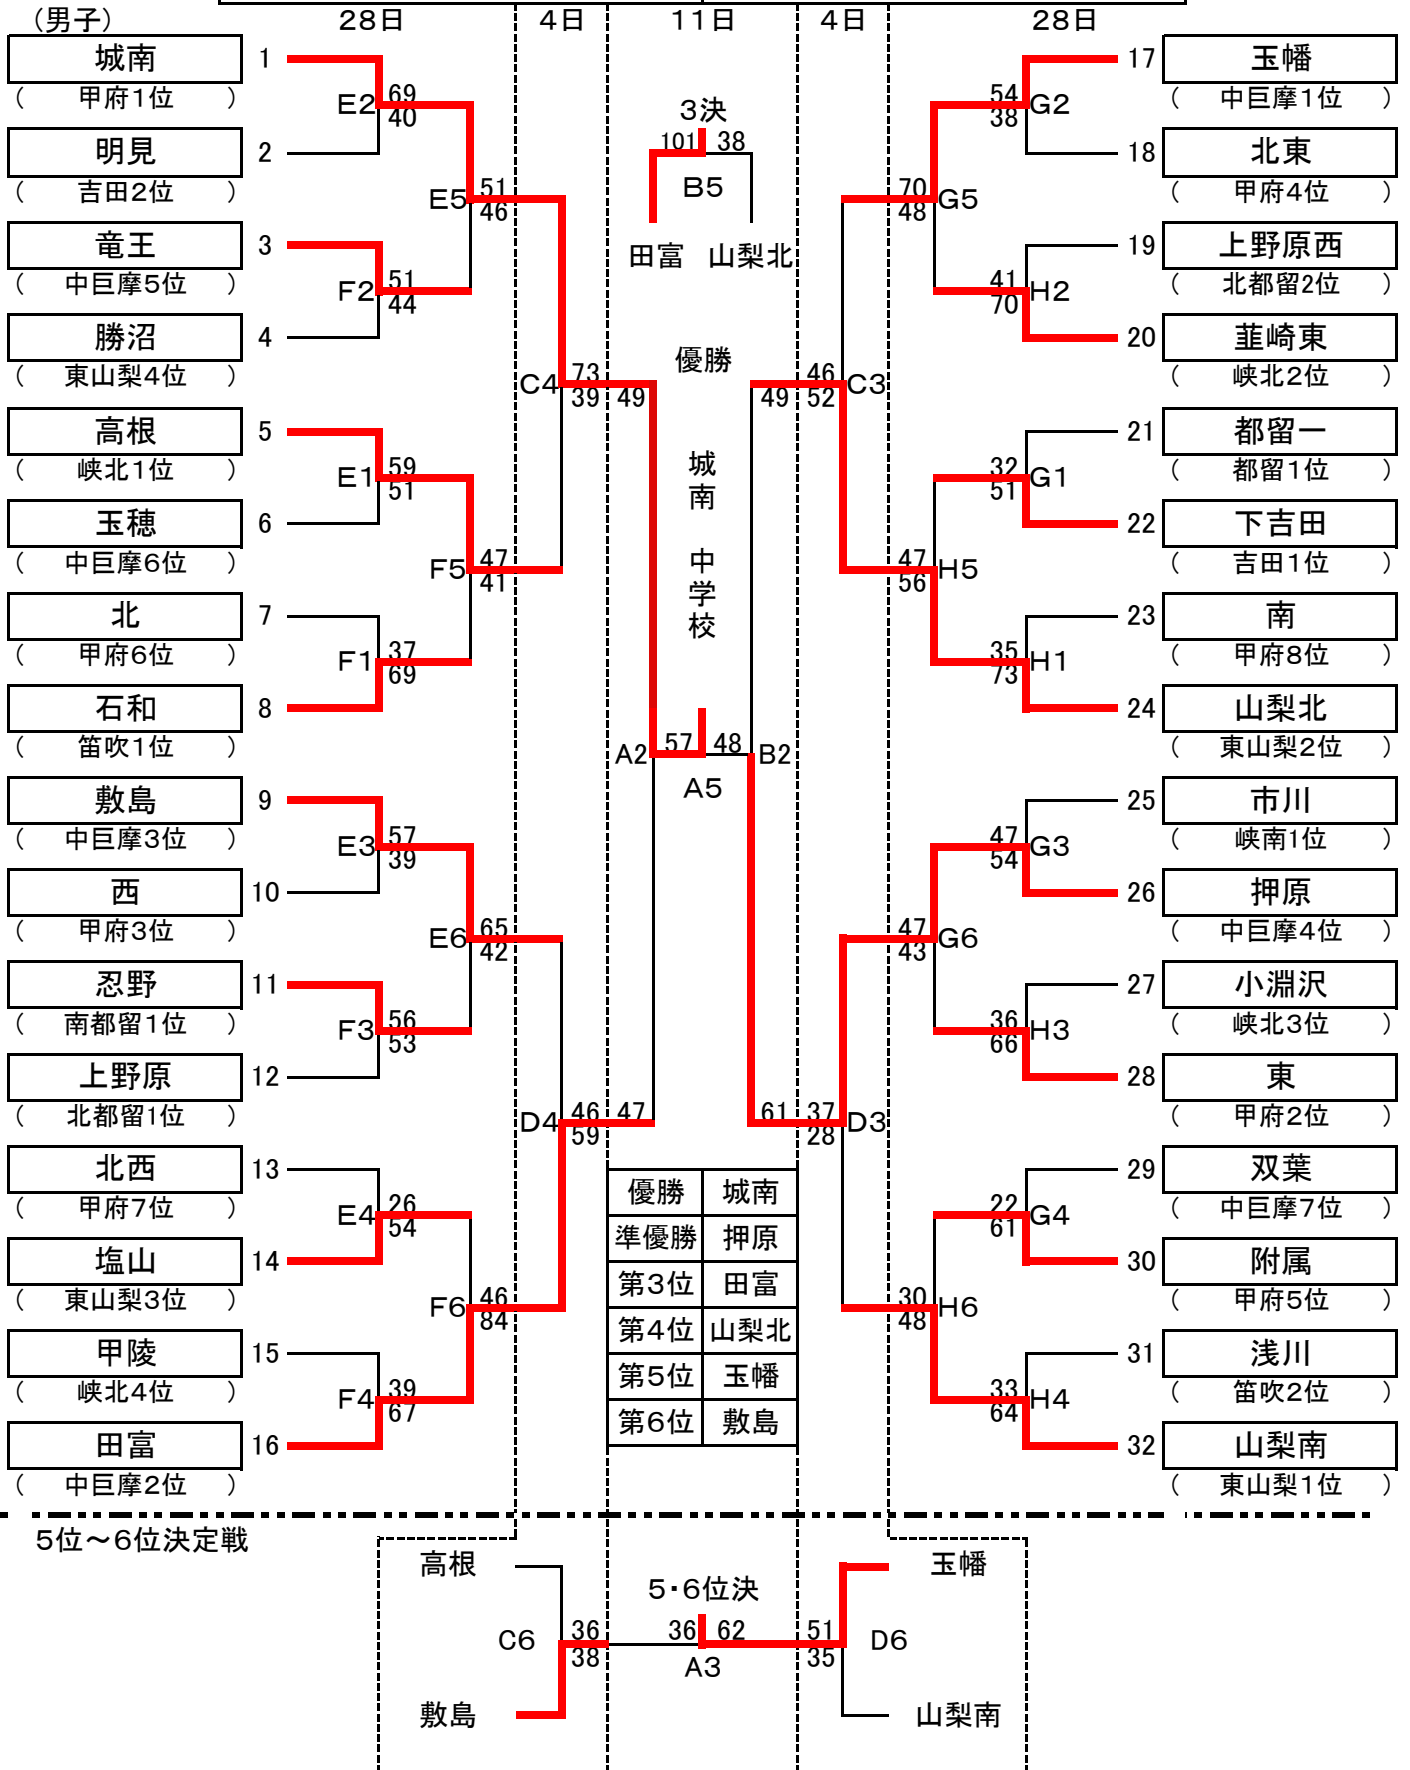 （男子）
28日
4日
11日
4日
28日
城南
1
（ 甲府1位 ）
E2
69
40
明見
2
（ 吉田2位 ）
E5
51
46
竜王
3
（ 中巨摩5位 ）
F2
51
44
勝沼
4
（ 東山梨4位 ）
C4
73
39
49
高根
5
（ 峡北1位 ）
E1
59
51
玉穂
6
（ 中巨摩6位 ）
F5
47
41
北
7
（ 甲府6位 ）
F1
37
69
石和
8
（ 笛吹1位 ）
A2
敷島
9
（ 中巨摩3位 ）
E3
57
39
西
10
（ 甲府3位 ）
E6
65
42
忍野
11
（ 南都留1位 ）
F3
56
53
上野原
12
（ 北都留1位 ）
D4
46
59
47
北西
13
（ 甲府7位 ）
E4
26
54
塩山
14
（ 東山梨3位 ）
F6
46
84
甲陵
15
（ 峡北4位 ）
F4
39
67
田富
16
（ 中巨摩2位 ）
3決
101 38
B5
田富 山梨北
優勝
城南 中学校
57 48
A5
優勝 城南
準優勝 押原
第3位 田富
第4位 山梨北
第5位 玉幡
第6位 敷島
17
玉幡
（ 中巨摩1位 ）
54
38
G2
18
北東
（ 甲府4位 ）
70
48
G5
19
上野原西
（ 北都留2位 ）
41
70
H2
20
韮崎東
（ 峡北2位 ）
49
46
52
C3
21
都留一
（ 都留1位 ）
32
51
G1
22
下吉田
（ 吉田1位 ）
47
56
H5
23
南
（ 甲府8位 ）
35
73
H1
24
山梨北
（ 東山梨2位 ）
B2
25
市川
（ 峡南1位 ）
47
54
G3
26
押原
（ 中巨摩4位 ）
47
43
G6
27
小淵沢
（ 峡北3位 ）
36
66
H3
28
東
（ 甲府2位 ）
61
37
28
D3
29
双葉
（ 中巨摩7位 ）
22
61
G4
30
附属
（ 甲府5位 ）
30
48
H6
31
浅川
（ 笛吹2位 ）
33
64
H4
32
山梨南
（ 東山梨1位 ）
5位～6位決定戦
高根
玉幡
5・6位決
C6
36
38
36 62
A3
51
35
D6
敷島
山梨南